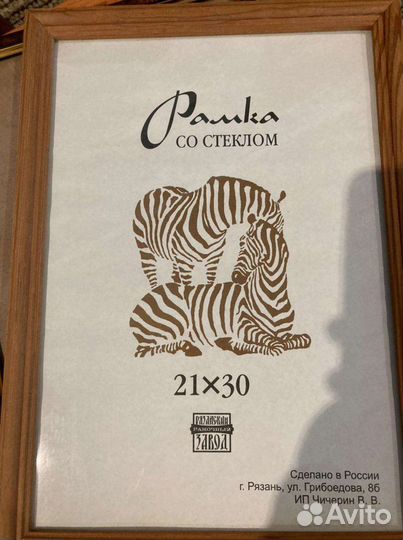 Рамка
СО СТЕКЛОМ
21×30
РЯЗАНСКИЙ
РАМОЧНЫЙ
ЗАВОД
Сделано в России
г. Рязань, ул. Грибоедова, 8б
ИП Чичерин В. В.
Avito